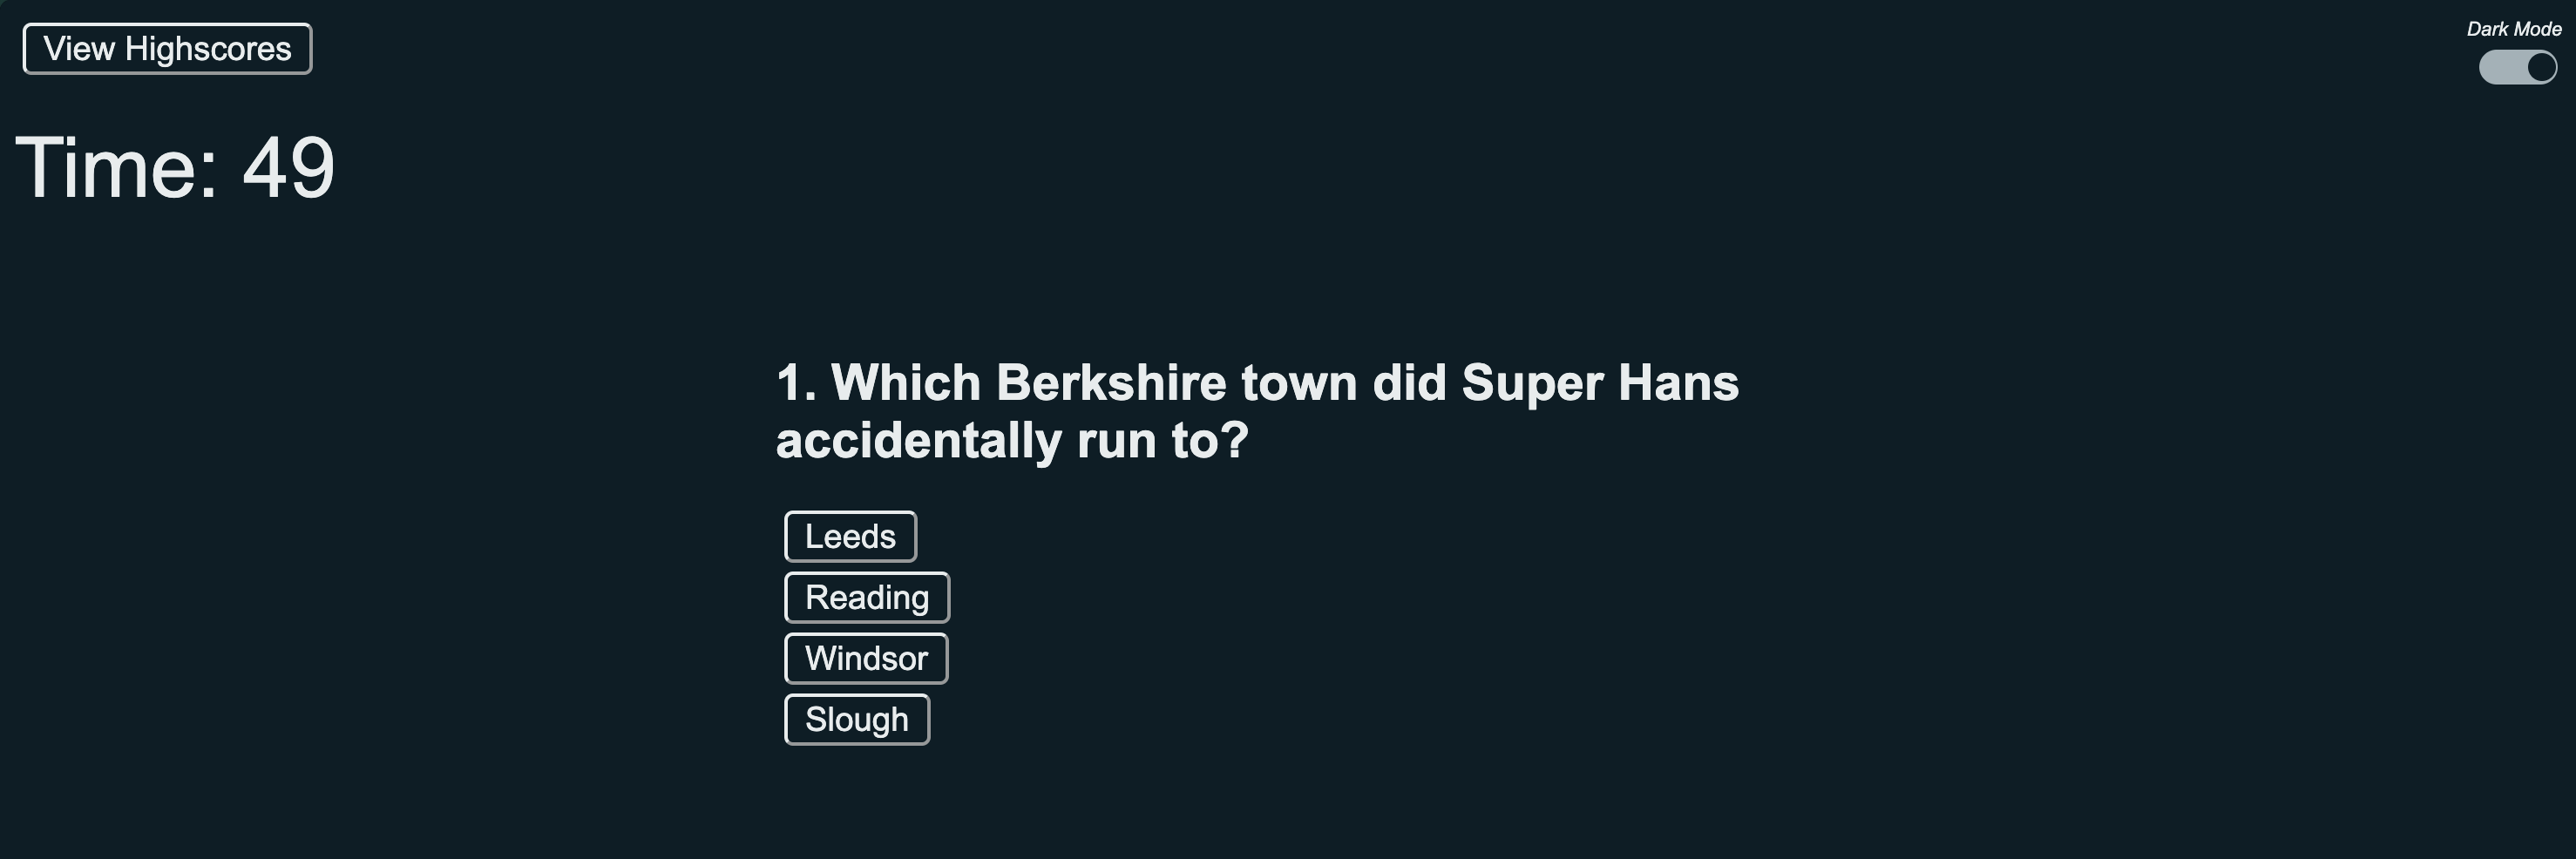 View Highscores
Dark Mode
Time: 49
1. Which Berkshire town did Super Hans
accidentally run to?
Leeds
Reading
Windsor
Slough